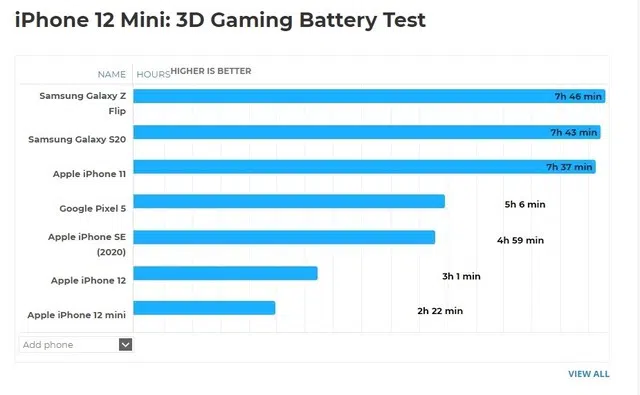 iPhone 12 Mini: 3D Gaming Battery Test
NAME HOURS HIGHER IS BETTER
Samsung Galaxy Z
Flip
7h 46 min
Samsung Galaxy S20 7h 43 min
Apple iPhone 11 7h 37 min
Google Pixel 5 5h 6 min
Apple iPhone SE
(2020)
4h 59 min
Apple iPhone 12 3h 1 min
Apple iPhone 12 mini 2h 22 min
Add phone
VIEW ALL